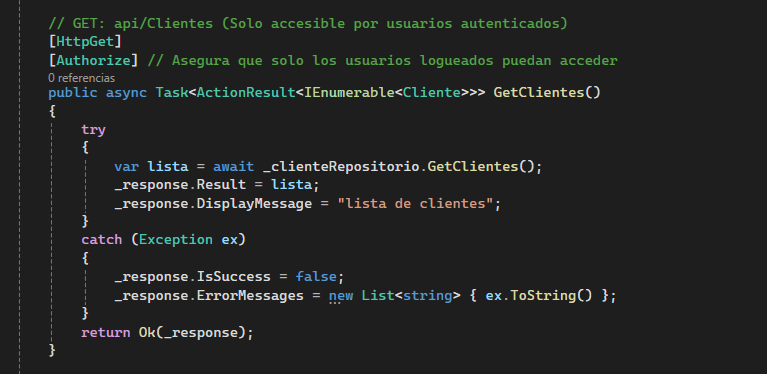 // GET: api/Clientes (Solo accesible por usuarios autenticados)
[HttpGet]
[Authorize] // Asegura que solo los usuarios logueados puedan acceder
0 referencias
public async Task<ActionResult<IEnumerable<Cliente>>> GetClientes()
{
    try
    {
        var lista = await _clienteRepositorio.GetClientes();
        _response.Result = lista;
        _response.DisplayMessage = "lista de clientes";
    }
    catch (Exception ex)
    {
        _response.IsSuccess = false;
        _response.ErrorMessages = new List<string> { ex.ToString() };
    }
    return Ok(_response);
}